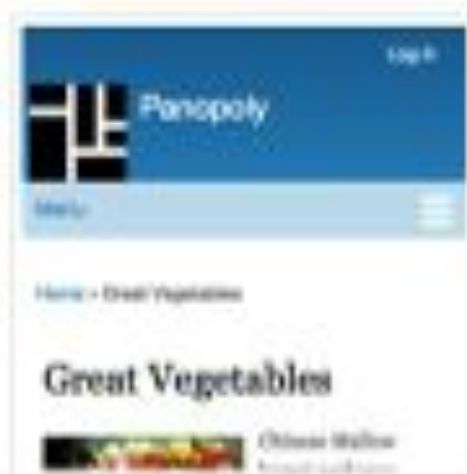 Log in
Panopoly
Menu
Home » Great Vegetables
Great Vegetables
Chinese Mallow